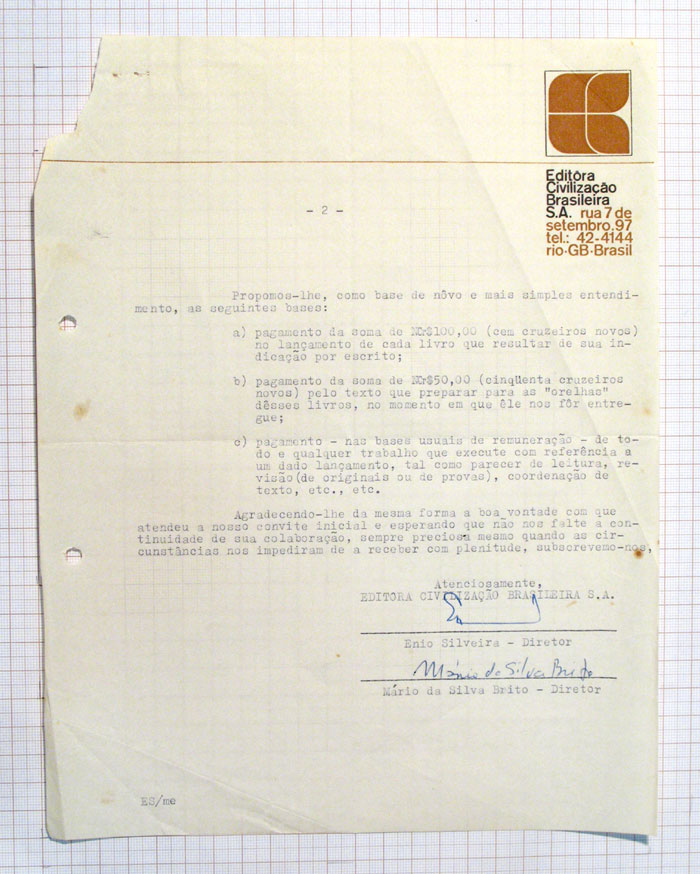 Editôra
Civilização
Brasileira
S.A. rua 7 de
setembro.97
tel.: 42-4144
rio·GB·Brasil
- 2 -
Propomos-lhe, como base de nôvo e mais simples entendi-
mento, as seguintes bases:
a) pagamento da soma de NCr$100,00 (cem cruzeiros novos)
no lançamento de cada livro que resultar de sua in-
dicação por escrito;
b) pagamento da soma de NCr$50,00 (cinqüenta cruzeiros
novos) pelo texto que preparar para as "orelhas"
dêsses livros, no momento em que êle nos fôr entre-
gue;
c) pagamento - nas bases usuais de remuneração - de to-
do e qualquer trabalho que execute com referência a
um dado lançamento, tal como parecer de leitura, re-
visão(de originais ou de provas), coordenação de
texto, etc., etc.
Agradecendo-lhe da mesma forma a boa vontade com que
atendeu a nosso convite inicial e esperando que não nos falte a con-
tinuidade de sua colaboração, sempre preciosa mesmo quando as cir-
cunstâncias nos impediram de a receber com plenitude, subscrevemo-nos,
Atenciosamente,
EDITORA CIVILIZAÇÃO BRASILEIRA S.A.
Enio Silveira - Diretor
Mário da Silva Brito
Mário da Silva Brito - Diretor
ES/me